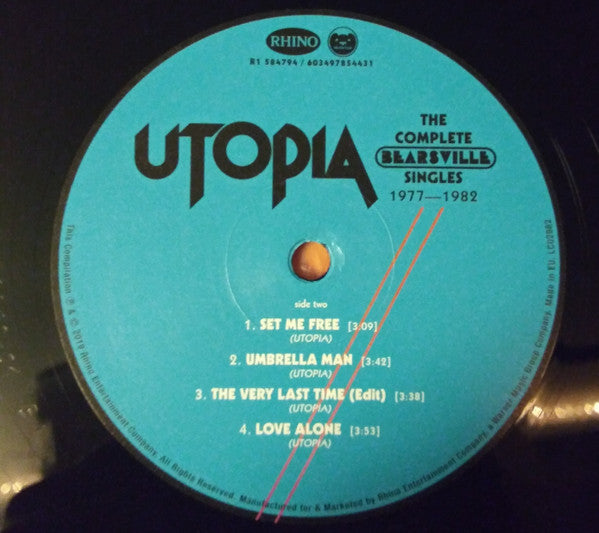 RHINO
R1 584794 / 603497854431
UTOPIA
THE
COMPLETE
BEARSVILLE
SINGLES
1977—1982
side two
1. SET ME FREE [3:09]
(UTOPIA)
2. UMBRELLA MAN [3:42]
(UTOPIA)
3. THE VERY LAST TIME (Edit) [3:38]
(UTOPIA)
4. LOVE ALONE [3:53]
(UTOPIA)
This Compilation ℗ & © 2019 Rhino Entertainment Company. All Rights Reserved. Manufactured for & Marketed by Rhino Entertainment Company, a Warner Music Group Company. Made in EU. LC02982